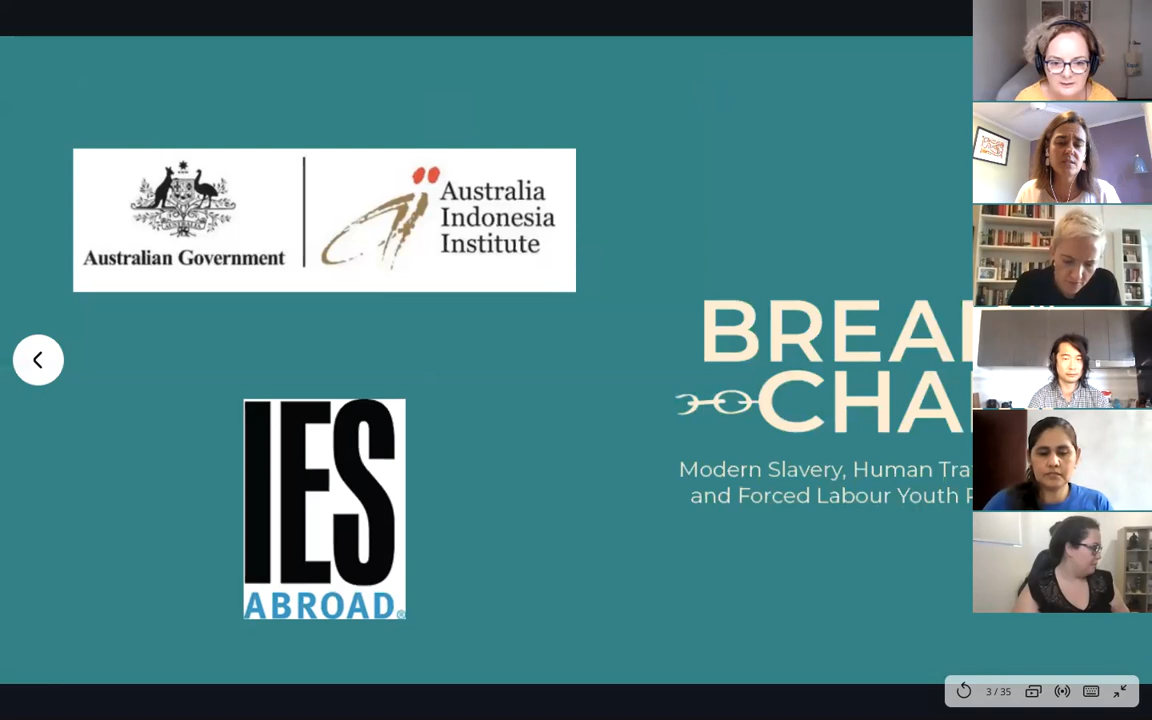 Australian Government
Australia
Indonesia
Institute
IES
ABROAD®
BREA
CHA
Modern Slavery, Human Tra
and Forced Labour Youth
3 / 35